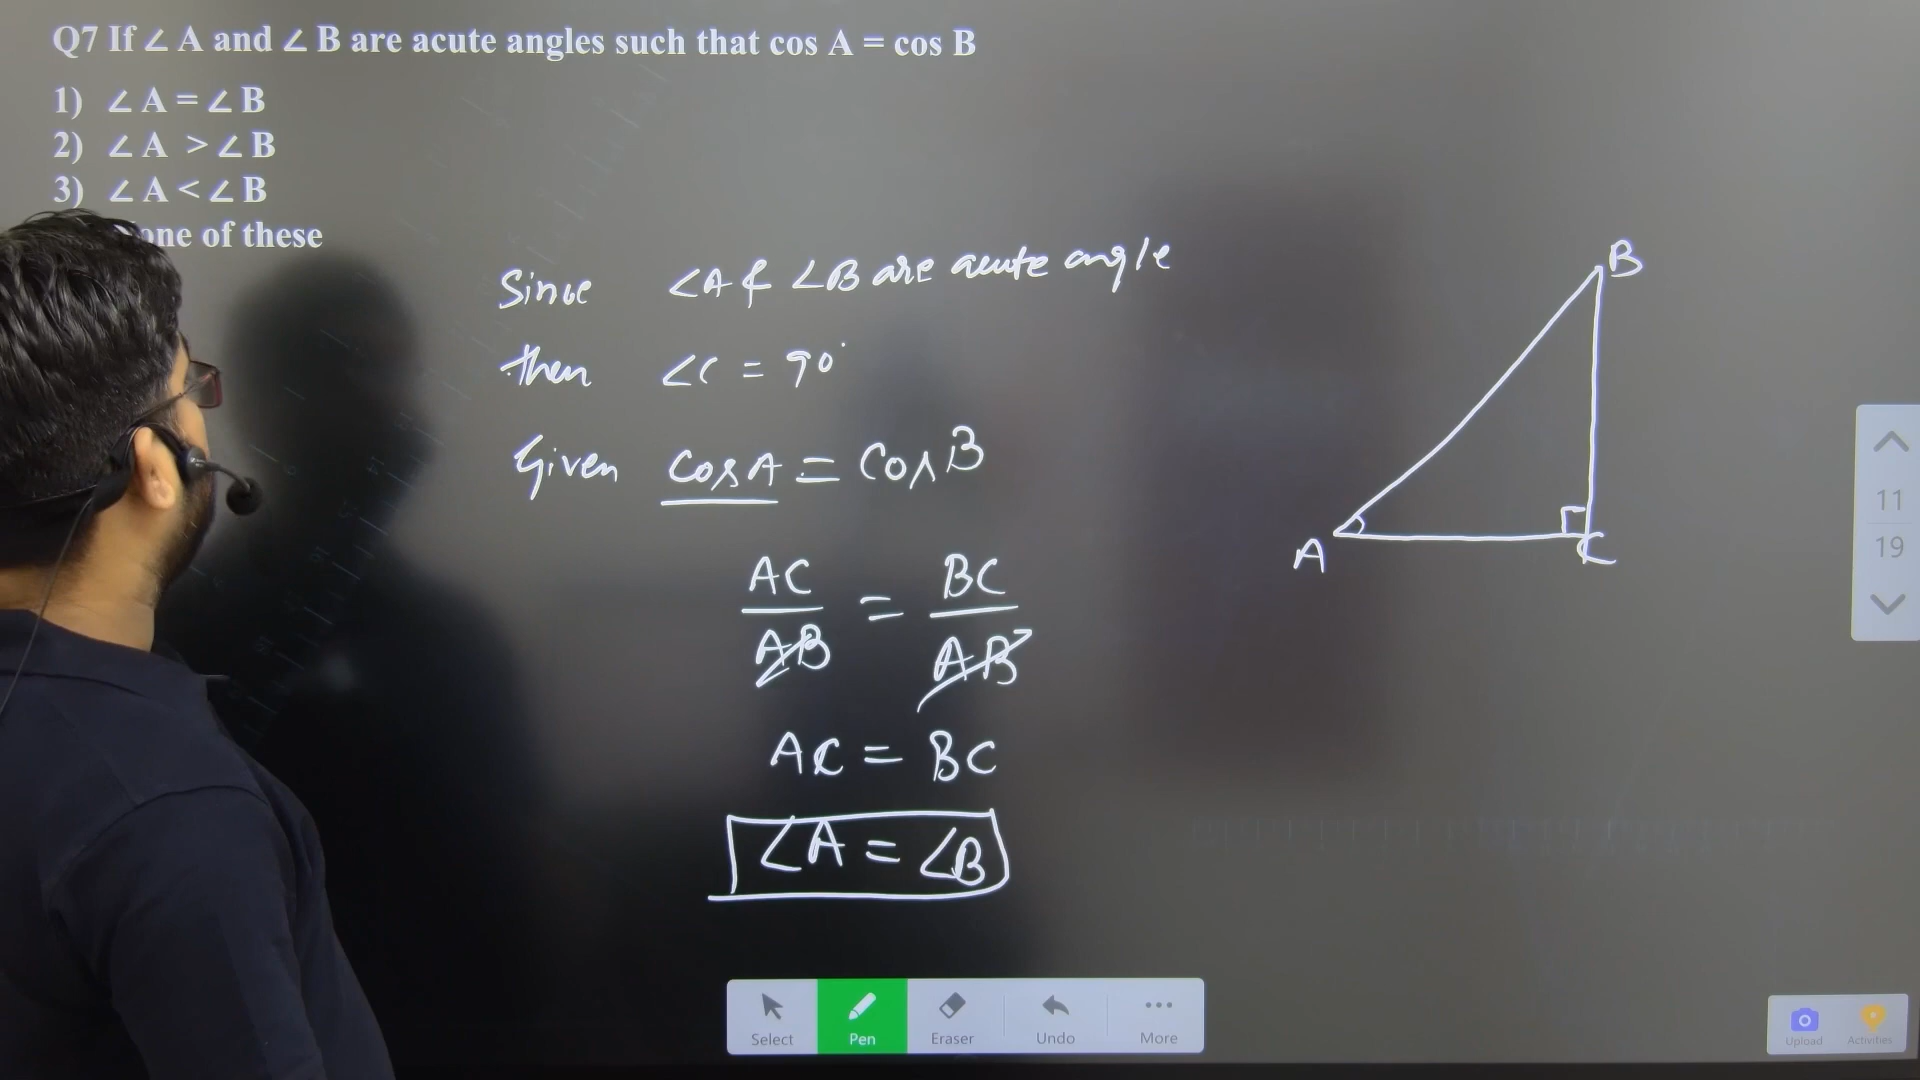 Q7 If ∠ A and ∠ B are acute angles such that cos A = cos B
1) ∠ A = ∠ B
2) ∠ A > ∠ B
3) ∠ A < ∠ B
one of these
Since ∠A & ∠B are acute angle
then ∠C = 90°
Given CosA = CosB
AC/AB = BC/AB
AC = BC
∠A = ∠B
B
A
C
11
19
Select
Pen
Eraser
Undo
More
Upload
Activities